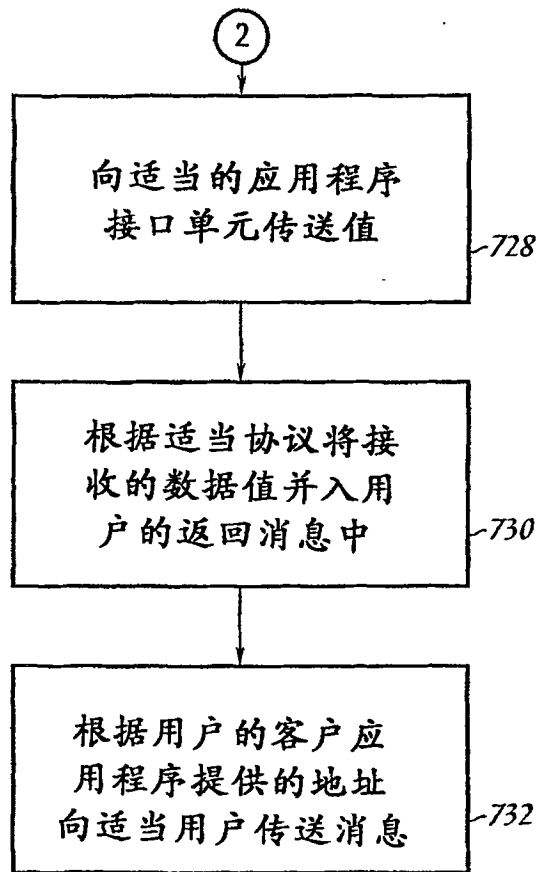 2
向适当的应用程序
接口单元传送值
728
根据适当协议将接
收的数据值并入用
户的返回消息中
730
根据用户的客户应
用程序提供的地址
向适当用户传送消息
732